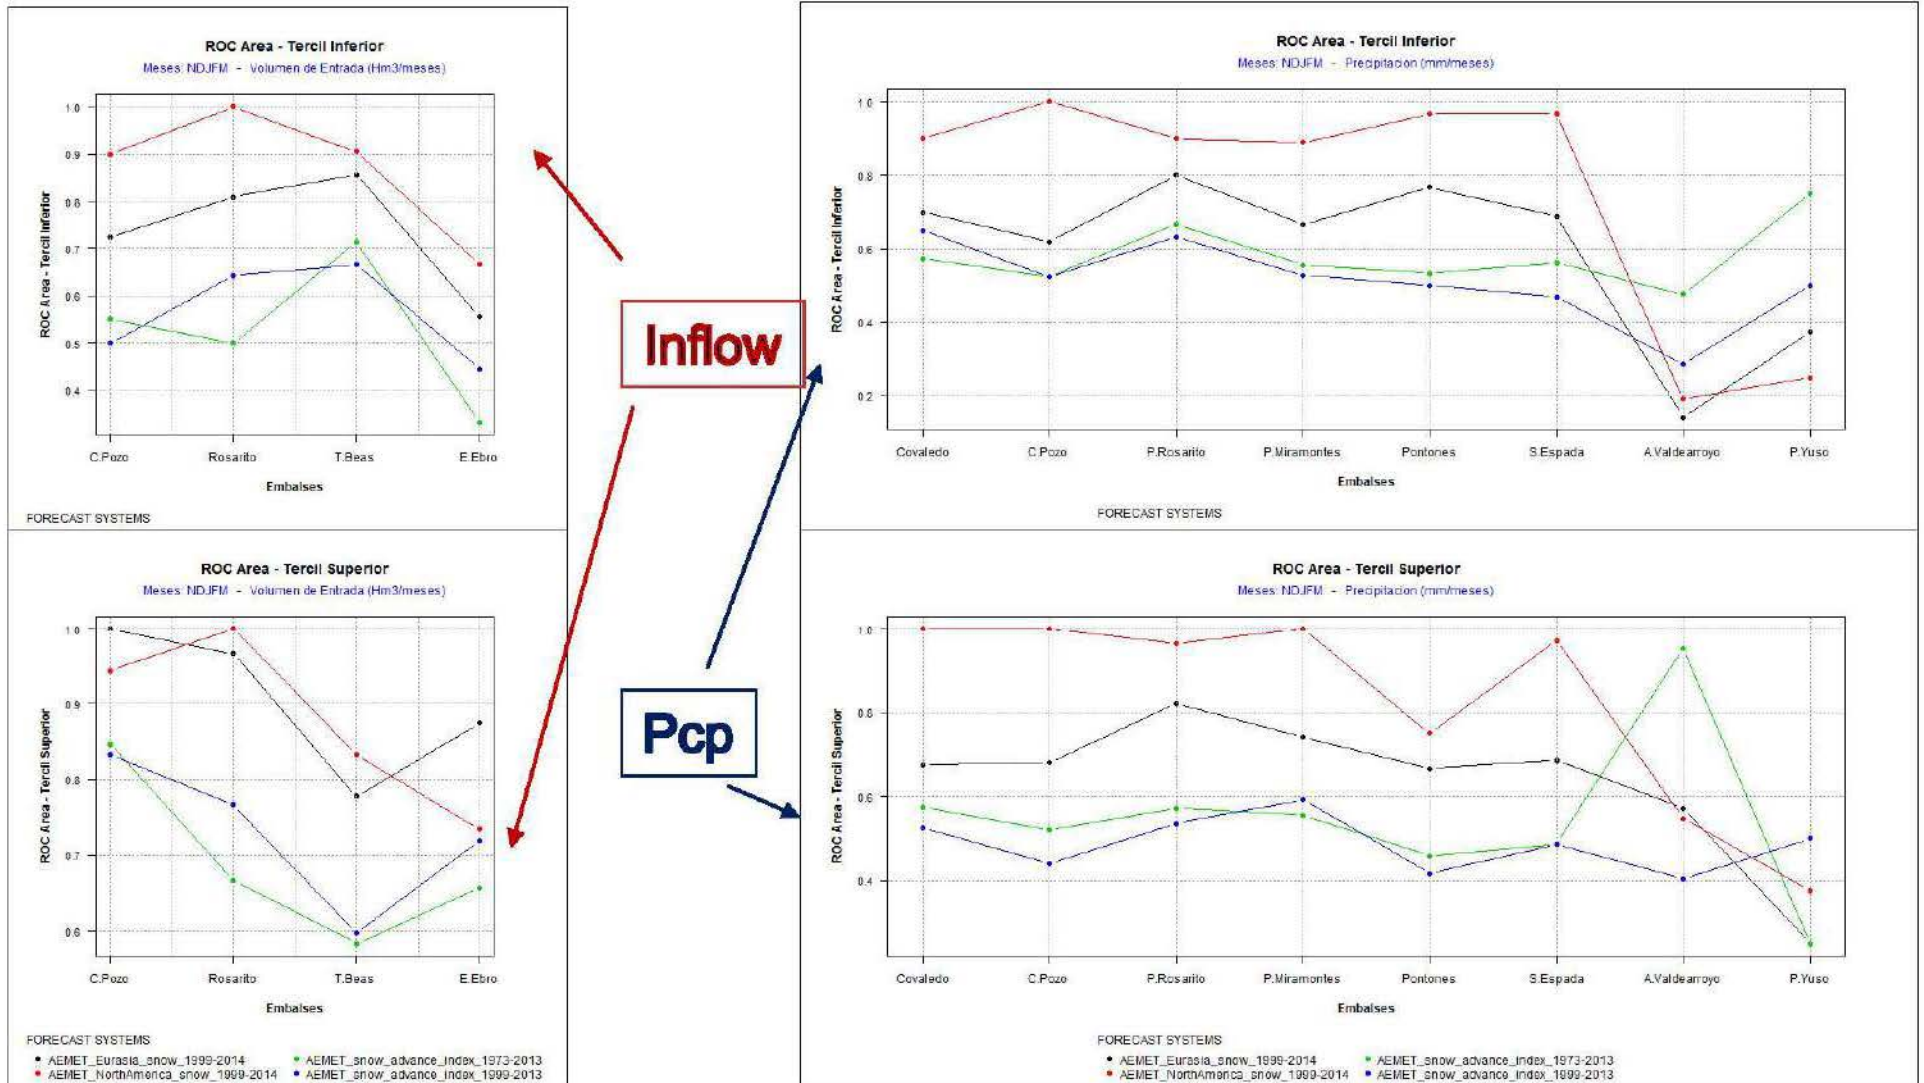 ROC Area - Tercil Inferior
Meses: NDJFM - Volumen de Entrada (Hm3/meses)
ROC Area - Tercil Inferior
1.0
0.9
0.8
0.7
0.6
0.5
0.4
C.Pozo Rosarito T.Beas E.Ebro
Embalses
FORECAST SYSTEMS
ROC Area - Tercil Superior
Meses: NDJFM - Volumen de Entrada (Hm3/meses)
ROC Area - Tercil Superior
1.0
0.9
0.8
0.7
0.6
C.Pozo Rosarito T.Beas E.Ebro
Embalses
FORECAST SYSTEMS
AEMET_Eurasia_snow_1999-2014 AEMET_snow_advance_index_1973-2013
AEMET_NorthAmerica_snow_1999-2014 AEMET_snow_advance_index_1999-2013
Inflow
Pcp
ROC Area - Tercil Inferior
Meses: NDJFM - Precipitacion (mm/meses)
ROC Area - Tercil Inferior
1.0
0.8
0.6
0.4
0.2
Covaledo C.Pozo P.Rosarito P.Miramontes Pontones S.Espada A.Valdearroyo P.Yuso
Embalses
FORECAST SYSTEMS
ROC Area - Tercil Superior
Meses: NDJFM - Precipitacion (mm/meses)
ROC Area - Tercil Superior
1.0
0.8
0.6
0.4
Covaledo C.Pozo P.Rosarito P.Miramontes Pontones S.Espada A.Valdearroyo P.Yuso
Embalses
FORECAST SYSTEMS
AEMET_Eurasia_snow_1999-2014 AEMET_snow_advance_index_1973-2013
AEMET_NorthAmerica_snow_1999-2014 AEMET_snow_advance_index_1999-2013